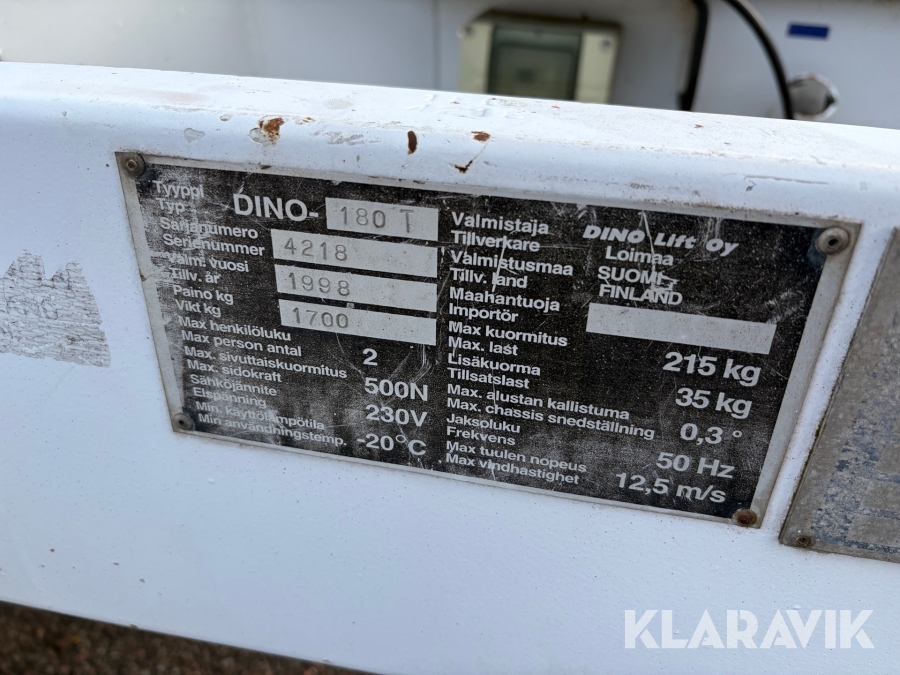 Tyyppi
Typ
DINO- 180 T
Sarjanumero
Serienummer
4218
Valm. vuosi
Tillv. år
1998
Paino kg
Vikt kg
1700
Max henkilöluku
Max person antal
2
Max. sivuttaiskuormitus
Max. sidokraft
500N
Sähköjännite
Elspänning
230V
Min. käyttölämpötila
Min användningstemp.
-20°C
Valmistaja
Tillverkare
DINO Lift Oy
Loimaa
Valmistusmaa
Tillv. land
SUOMI-
FINLAND
Maahantuoja
Importör
Max kuormitus
Max. last
215 kg
Lisäkuorma
Tillsatslast
35 kg
Max. alustan kallistuma
Max. chassis snedställning
0,3 °
Jaksoluku
Frekvens
50 Hz
Max tuulen nopeus
Max vindhastighet
12,5 m/s
KLARAVIK